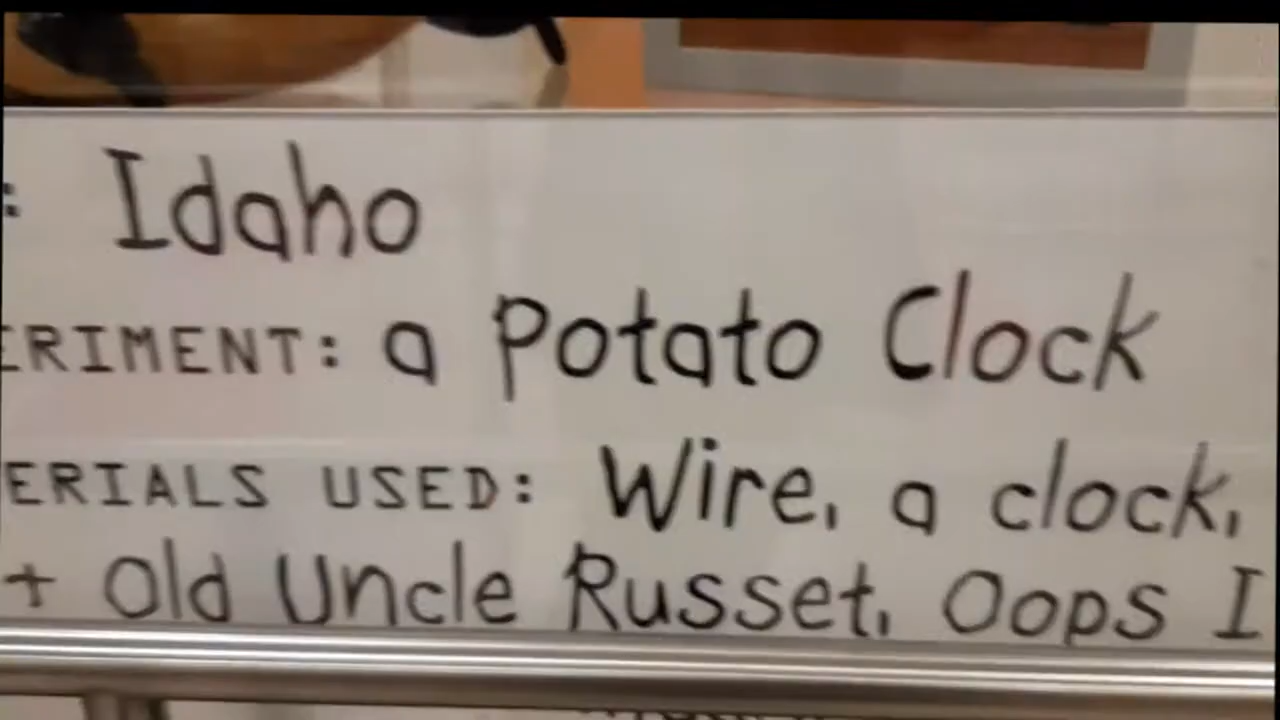 : Idaho
ERIMENT: a Potato Clock
ERIALS USED: Wire, a clock,
+ Old Uncle Russet, Oops I